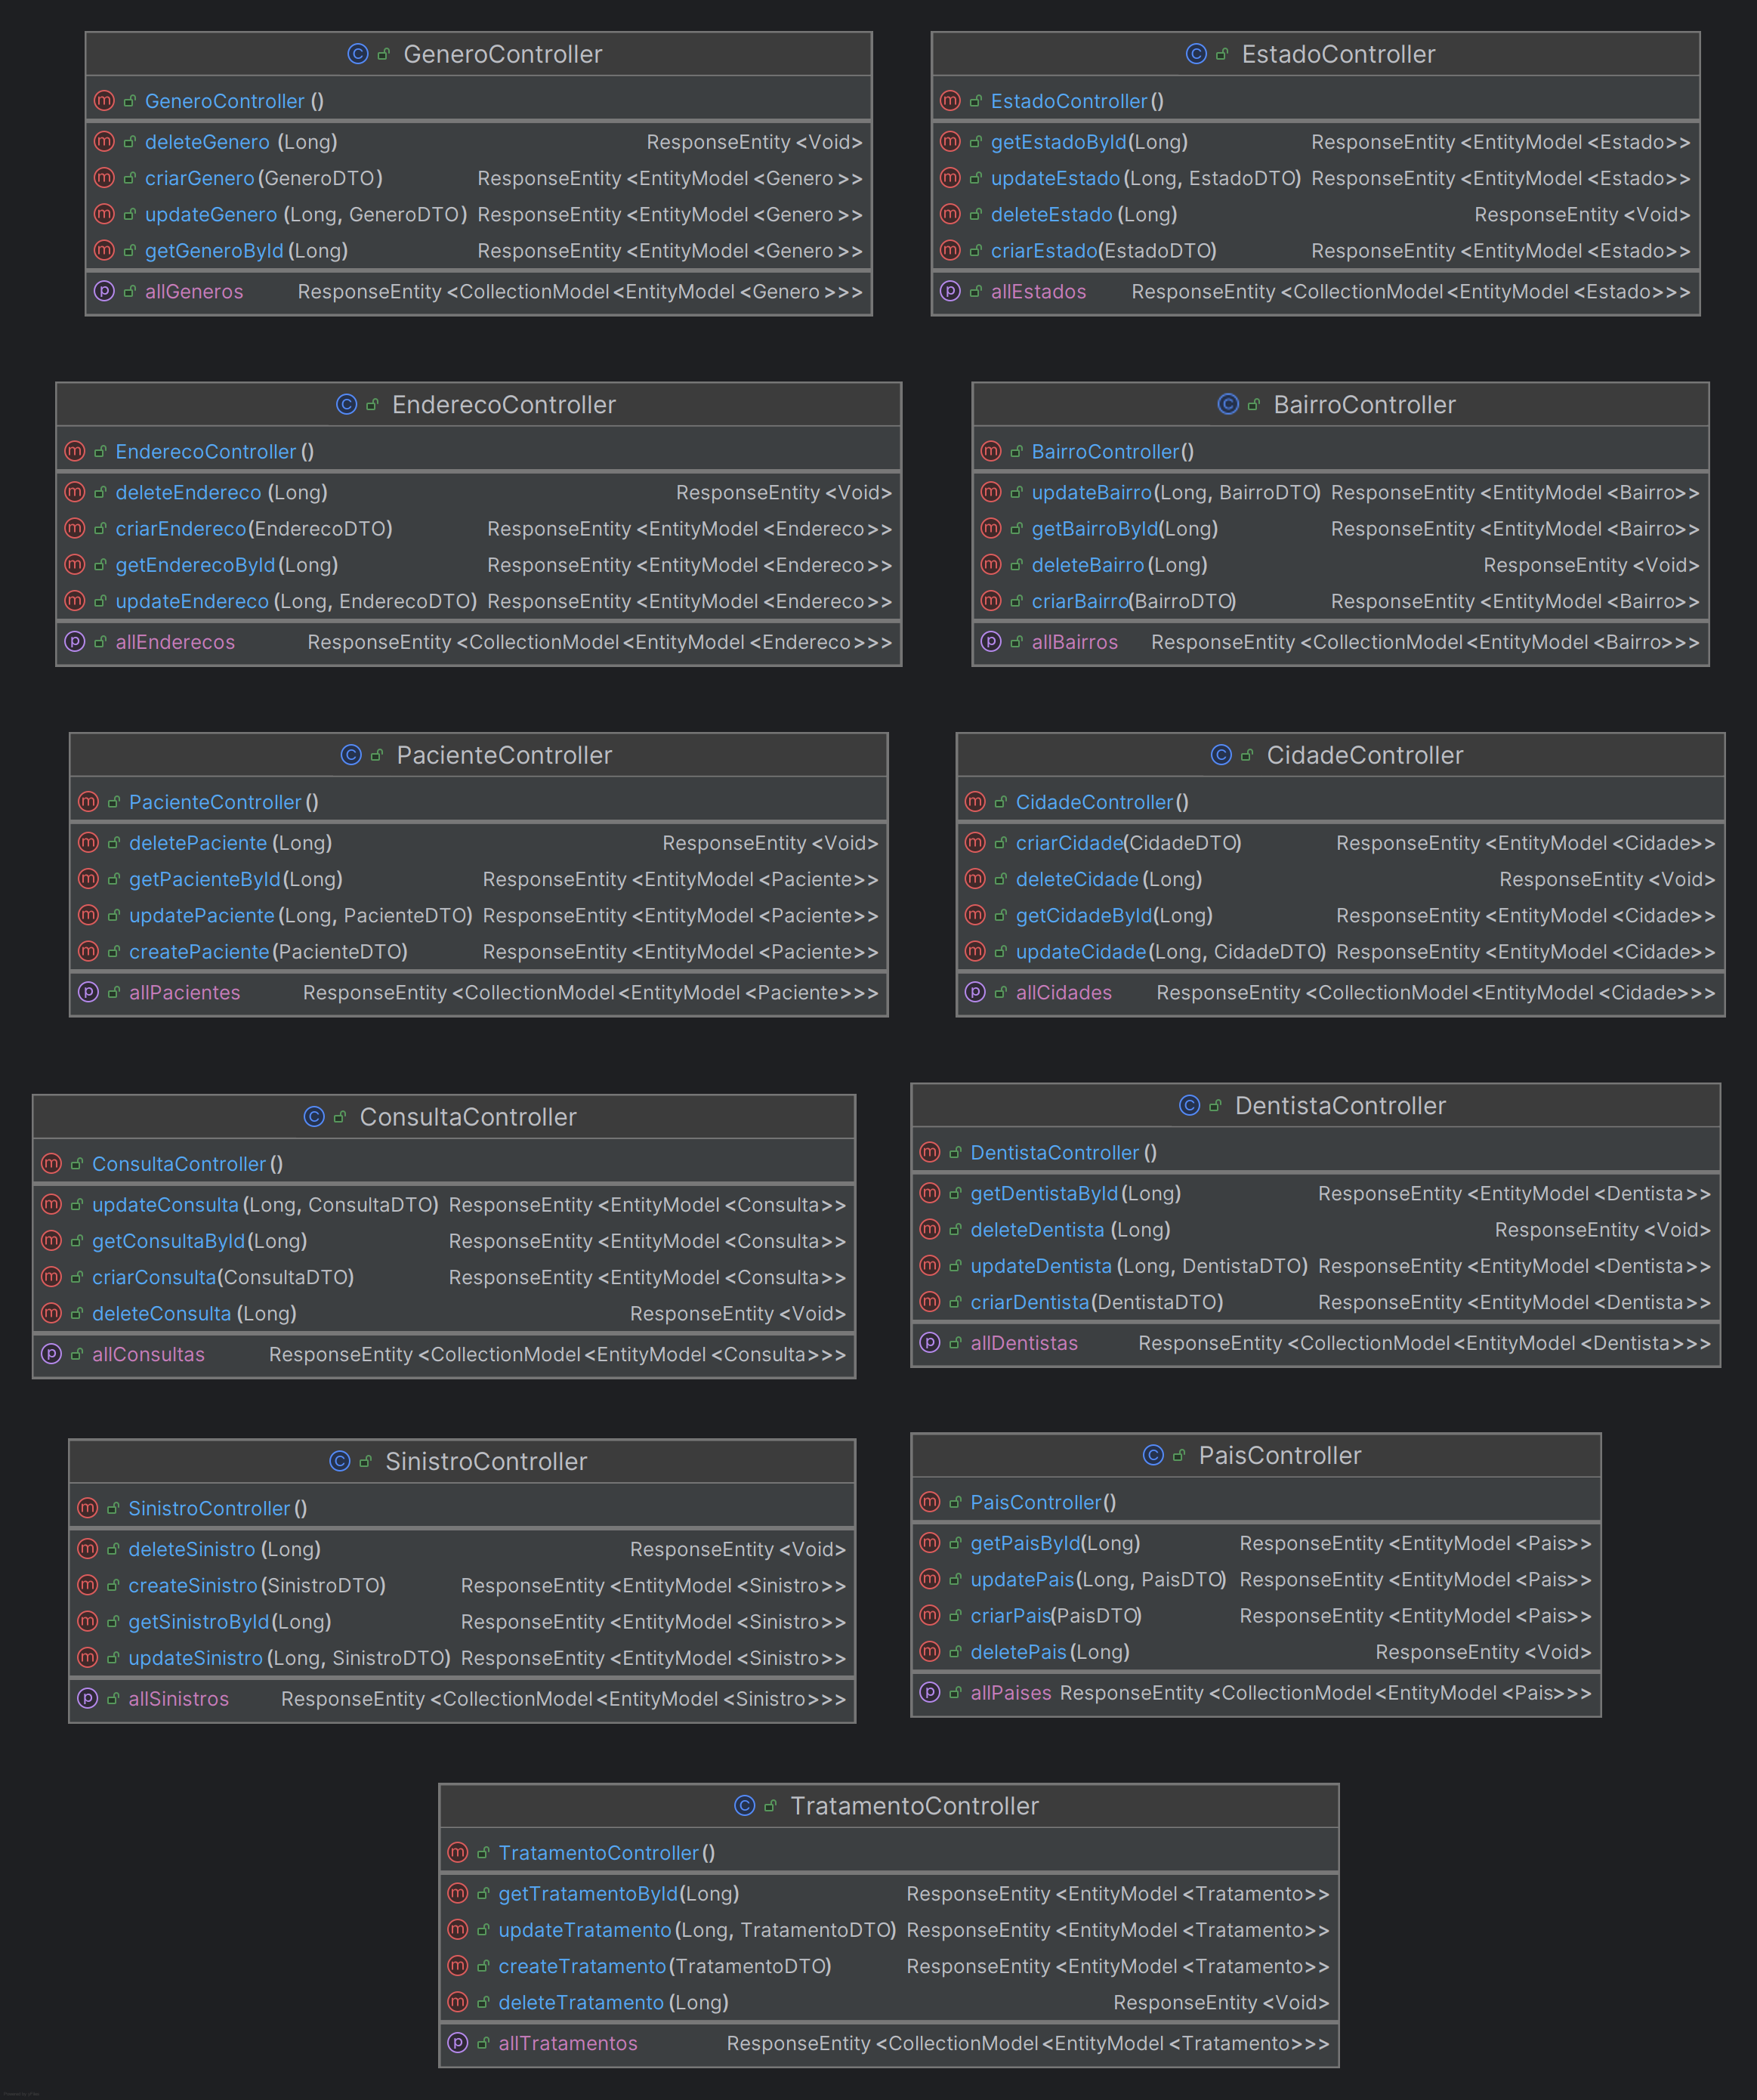 GeneroController
GeneroController ()
deleteGenero (Long) ResponseEntity <Void>
criarGenero (GeneroDTO) ResponseEntity <EntityModel <Genero >>
updateGenero (Long, GeneroDTO) ResponseEntity <EntityModel <Genero >>
getGeneroById (Long) ResponseEntity <EntityModel <Genero >>
allGeneros ResponseEntity <CollectionModel <EntityModel <Genero >>>
EstadoController
EstadoController ()
getEstadoById(Long) ResponseEntity <EntityModel <Estado>>
updateEstado (Long, EstadoDTO) ResponseEntity <EntityModel <Estado>>
deleteEstado (Long) ResponseEntity <Void>
criarEstado(EstadoDTO) ResponseEntity <EntityModel <Estado>>
allEstados ResponseEntity <CollectionModel <EntityModel <Estado>>>
EnderecoController
EnderecoController ()
deleteEndereco (Long) ResponseEntity <Void>
criarEndereco (EnderecoDTO) ResponseEntity <EntityModel <Endereco >>
getEnderecoById (Long) ResponseEntity <EntityModel <Endereco >>
updateEndereco (Long, EnderecoDTO) ResponseEntity <EntityModel <Endereco >>
allEnderecos ResponseEntity <CollectionModel <EntityModel <Endereco >>>
BairroController
BairroController()
updateBairro(Long, BairroDTO) ResponseEntity <EntityModel <Bairro>>
getBairroById(Long) ResponseEntity <EntityModel <Bairro>>
deleteBairro (Long) ResponseEntity <Void>
criarBairro(BairroDTO) ResponseEntity <EntityModel <Bairro>>
allBairros ResponseEntity <CollectionModel <EntityModel <Bairro>>>
PacienteController
PacienteController ()
deletePaciente (Long) ResponseEntity <Void>
getPacienteById(Long) ResponseEntity <EntityModel <Paciente>>
updatePaciente (Long, PacienteDTO) ResponseEntity <EntityModel <Paciente>>
createPaciente (PacienteDTO) ResponseEntity <EntityModel <Paciente>>
allPacientes ResponseEntity <CollectionModel <EntityModel <Paciente>>>
CidadeController
CidadeController ()
criarCidade(CidadeDTO) ResponseEntity <EntityModel <Cidade>>
deleteCidade (Long) ResponseEntity <Void>
getCidadeById(Long) ResponseEntity <EntityModel <Cidade>>
updateCidade (Long, CidadeDTO) ResponseEntity <EntityModel <Cidade>>
allCidades ResponseEntity <CollectionModel <EntityModel <Cidade>>>
ConsultaController
ConsultaController ()
updateConsulta (Long, ConsultaDTO) ResponseEntity <EntityModel <Consulta>>
getConsultaById(Long) ResponseEntity <EntityModel <Consulta>>
criarConsulta(ConsultaDTO) ResponseEntity <EntityModel <Consulta>>
deleteConsulta (Long) ResponseEntity <Void>
allConsultas ResponseEntity <CollectionModel <EntityModel <Consulta>>>
DentistaController
DentistaController ()
getDentistaById (Long) ResponseEntity <EntityModel <Dentista >>
deleteDentista (Long) ResponseEntity <Void>
updateDentista (Long, DentistaDTO) ResponseEntity <EntityModel <Dentista >>
criarDentista (DentistaDTO) ResponseEntity <EntityModel <Dentista >>
allDentistas ResponseEntity <CollectionModel <EntityModel <Dentista >>>
SinistroController
SinistroController ()
deleteSinistro (Long) ResponseEntity <Void>
createSinistro (SinistroDTO) ResponseEntity <EntityModel <Sinistro>>
getSinistroById (Long) ResponseEntity <EntityModel <Sinistro>>
updateSinistro (Long, SinistroDTO) ResponseEntity <EntityModel <Sinistro>>
allSinistros ResponseEntity <CollectionModel <EntityModel <Sinistro>>>
PaisController
PaisController()
getPaisById(Long) ResponseEntity <EntityModel <Pais>>
updatePais(Long, PaisDTO) ResponseEntity <EntityModel <Pais>>
criarPais(PaisDTO) ResponseEntity <EntityModel <Pais>>
deletePais (Long) ResponseEntity <Void>
allPaises ResponseEntity <CollectionModel <EntityModel <Pais>>>
TratamentoController
TratamentoController ()
getTratamentoById(Long) ResponseEntity <EntityModel <Tratamento>>
updateTratamento (Long, TratamentoDTO) ResponseEntity <EntityModel <Tratamento>>
createTratamento (TratamentoDTO) ResponseEntity <EntityModel <Tratamento>>
deleteTratamento (Long) ResponseEntity <Void>
allTratamentos ResponseEntity <CollectionModel <EntityModel <Tratamento>>>